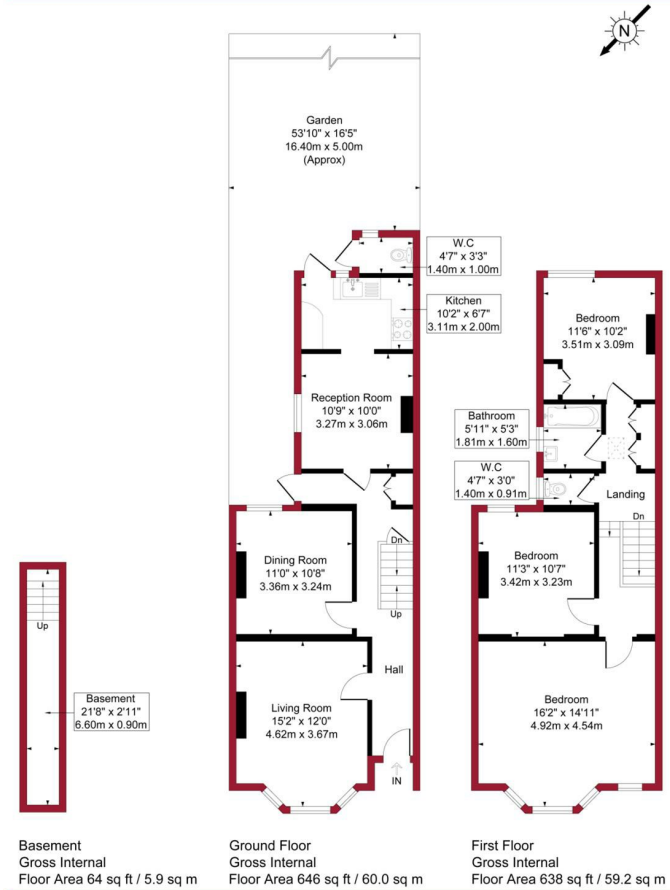 N
Garden
53'10" x 16'5"
16.40m x 5.00m
(Approx)
W.C
4'7" x 3'3"
1.40m x 1.00m
Kitchen
10'2" x 6'7"
3.11m x 2.00m
Reception Room
10'9" x 10'0"
3.27m x 3.06m
Dining Room
11'0" x 10'8"
3.36m x 3.24m
Dn
Up
Hall
Living Room
15'2" x 12'0"
4.62m x 3.67m
IN
Bedroom
11'6" x 10'2"
3.51m x 3.09m
Bathroom
5'11" x 5'3"
1.81m x 1.60m
W.C
4'7" x 3'0"
1.40m x 0.91m
Landing
Dn
Bedroom
11'3" x 10'7"
3.42m x 3.23m
Bedroom
16'2" x 14'11"
4.92m x 4.54m
Up
Basement
21'8" x 2'11"
6.60m x 0.90m
Basement
Gross Internal
Floor Area 64 sq ft / 5.9 sq m
Ground Floor
Gross Internal
Floor Area 646 sq ft / 60.0 sq m
First Floor
Gross Internal
Floor Area 638 sq ft / 59.2 sq m